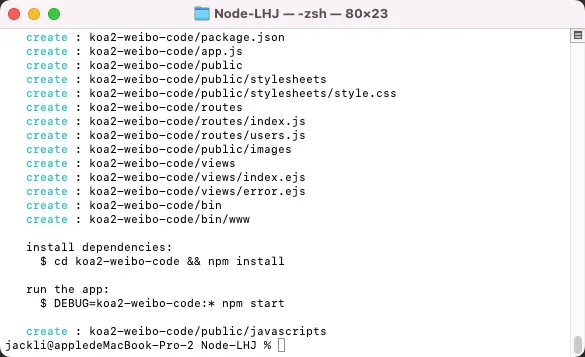 Node-LHJ — -zsh — 80×23
create : koa2-weibo-code/package.json
create : koa2-weibo-code/app.js
create : koa2-weibo-code/public
create : koa2-weibo-code/public/stylesheets
create : koa2-weibo-code/public/stylesheets/style.css
create : koa2-weibo-code/routes
create : koa2-weibo-code/routes/index.js
create : koa2-weibo-code/routes/users.js
create : koa2-weibo-code/public/images
create : koa2-weibo-code/views
create : koa2-weibo-code/views/index.ejs
create : koa2-weibo-code/views/error.ejs
create : koa2-weibo-code/bin
create : koa2-weibo-code/bin/www
install dependencies:
$ cd koa2-weibo-code && npm install
run the app:
$ DEBUG=koa2-weibo-code:* npm start
create : koa2-weibo-code/public/javascripts
jackli@appledeMacBook-Pro-2 Node-LHJ %